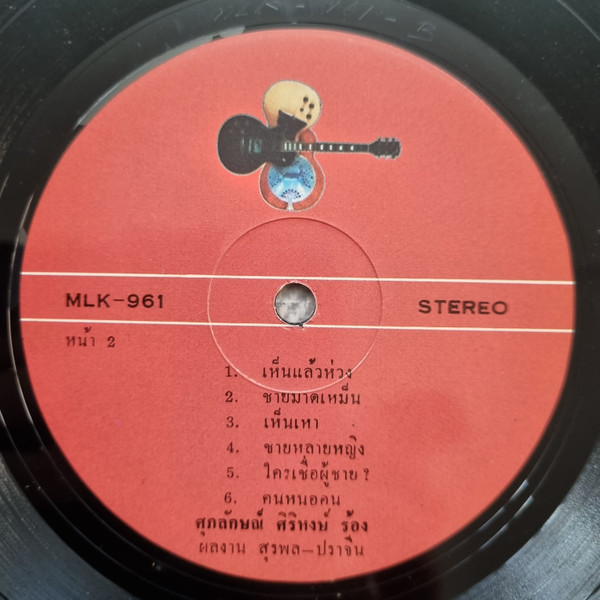 MLK-961
STEREO
หน้า 2
1. เห็นแล้วห่วง
2. ชายมาดเหม็น
3. เห็นเหา
4. ชายหลายหญิง
5. ใครเชื่อผู้ชาย?
6. คนหนอคน
ศุภลักษณ์ ศิริหงษ์ ร้อง
ผลงาน สุรพล-ปราจิน